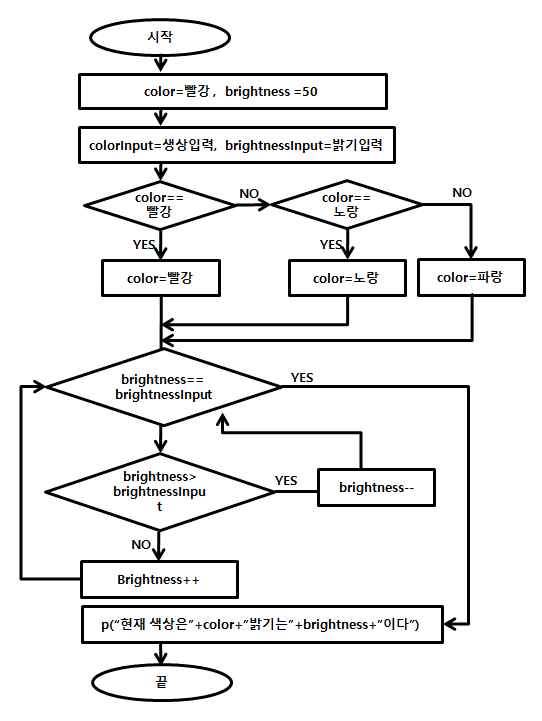 시작
color=빨강 ,  brightness =50
colorInput=생상입력,  brightnessInput=밝기입력
color==
빨강
NO
color==
노랑
NO
YES
YES
color=빨강
color=노랑
color=파랑
brightness==
brightnessInput
YES
brightness>
brightnessInpu
t
YES
brightness--
NO
Brightness++
p(“현재 색상은”+color+”밝기는”+brightness+”이다”)
끝